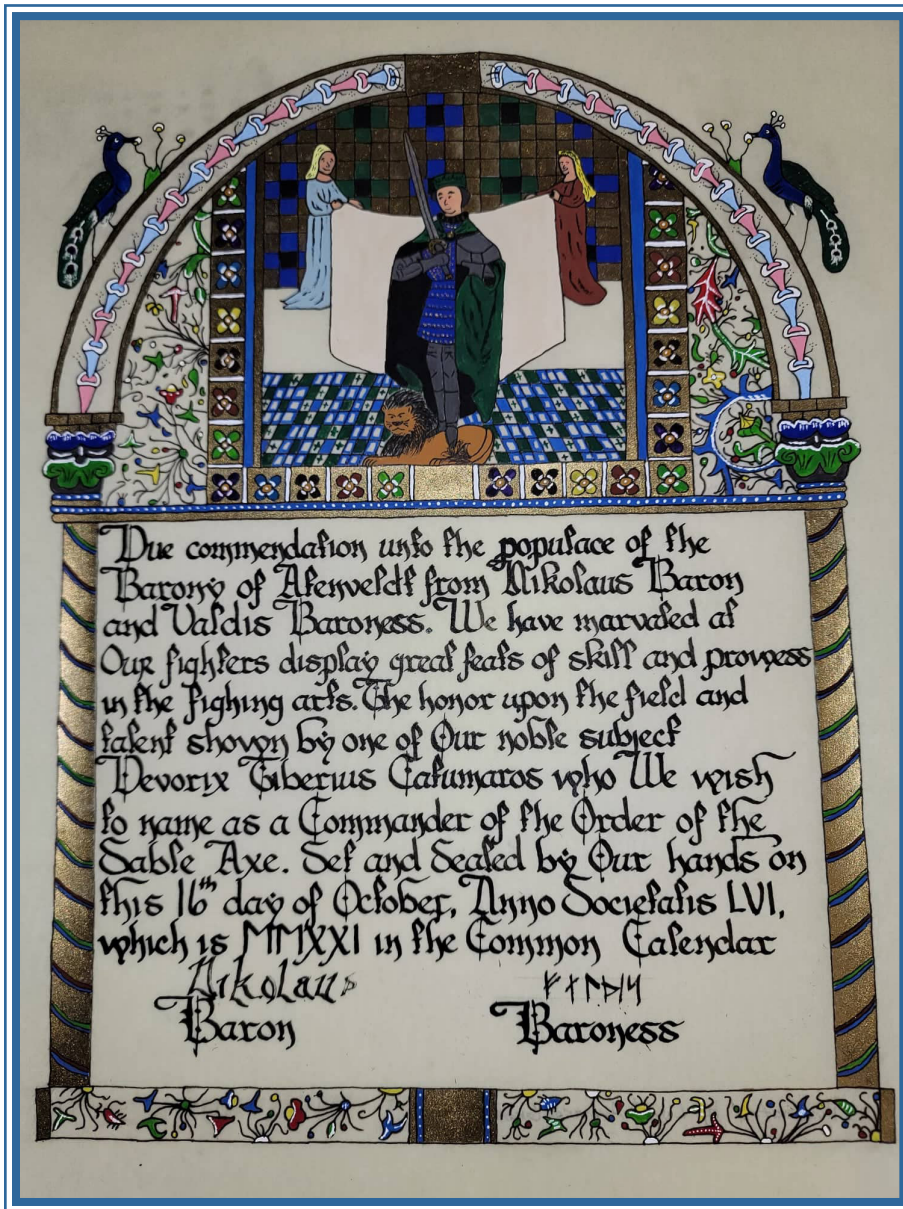 Due commendation unto the populace of the
Barony of Atenveldt from Nikolaus Baron
and Valdis Baroness. We have marvaled at
Our fighters display great feats of skill and prowess
in the fighing arts. The honor upon the field and
talent shown by one of Our noble subject
Devorix Tiberius Catumaros who We wish
to name as a Commander of the Order of the
Sable Axe. Set and Sealed by Our hands on
this 16th day of October, Anno Societatis LVI,
which is MMXXI in the Common Calendar
Nikolaus ᚠᛅᛚᚦᛁᛋ
Baron Baroness